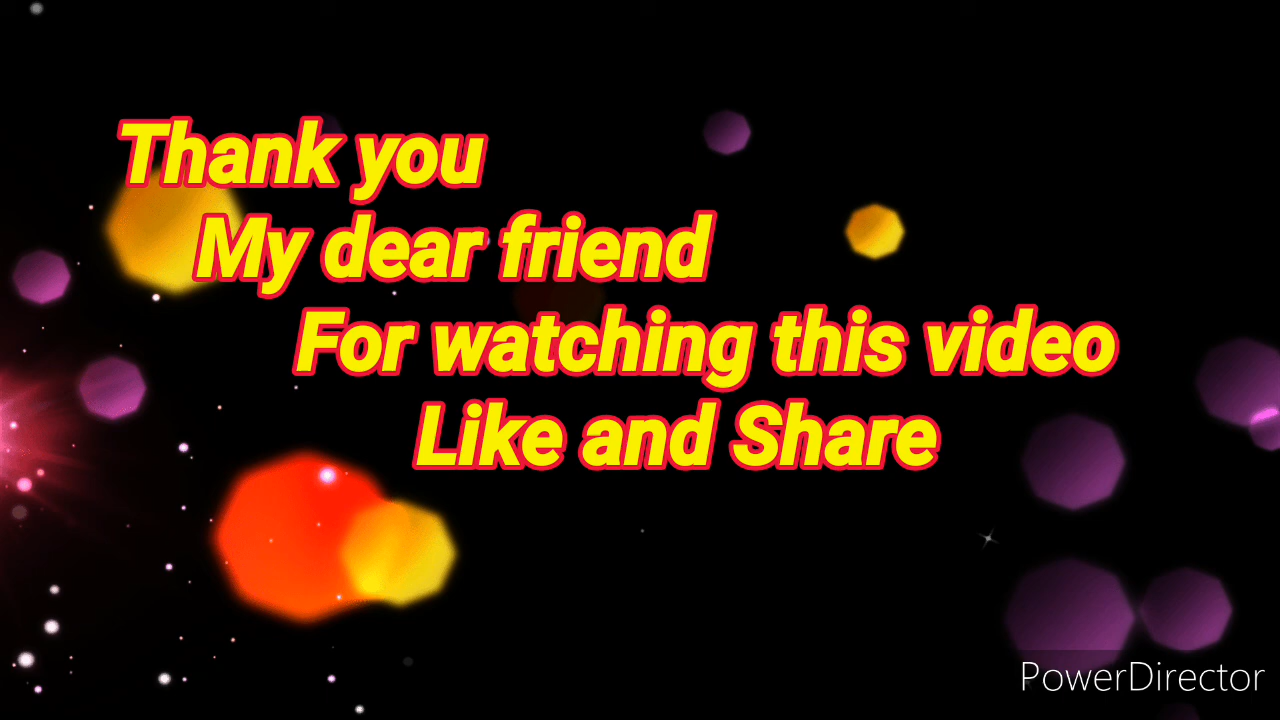 Thank you
My dear friend
For watching this video
Like and Share
PowerDirector